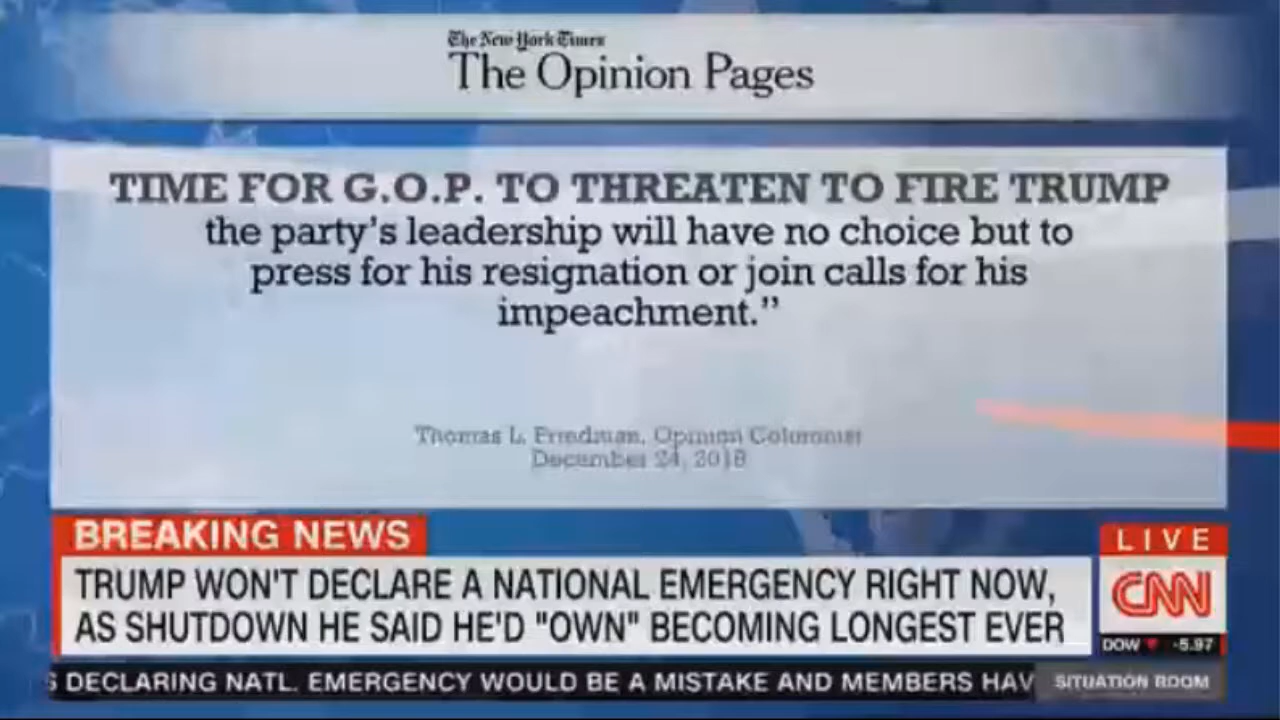 The New York Times
The Opinion Pages
TIME FOR G.O.P. TO THREATEN TO FIRE TRUMP
the party's leadership will have no choice but to
press for his resignation or join calls for his
impeachment.”
Thomas L. Friedman, Opinion Columnist
December 24, 2018
BREAKING NEWS
TRUMP WON'T DECLARE A NATIONAL EMERGENCY RIGHT NOW,
AS SHUTDOWN HE SAID HE'D "OWN" BECOMING LONGEST EVER
LIVE
CNN
DOW -5.97
S DECLARING NATL. EMERGENCY WOULD BE A MISTAKE AND MEMBERS HAV
SITUATION ROOM